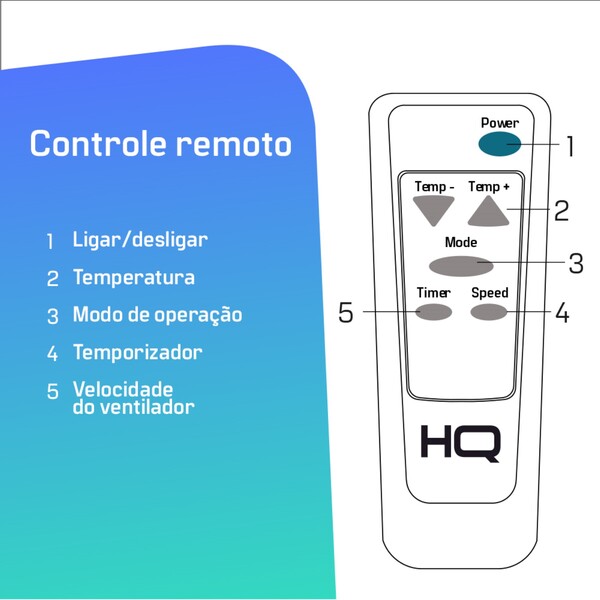 Controle remoto
1 Ligar/desligar
2 Temperatura
3 Modo de operação
4 Temporizador
5 Velocidade
do ventilador
Power
1
Temp - Temp +
2
Mode
3
Timer Speed
5 4
HQ